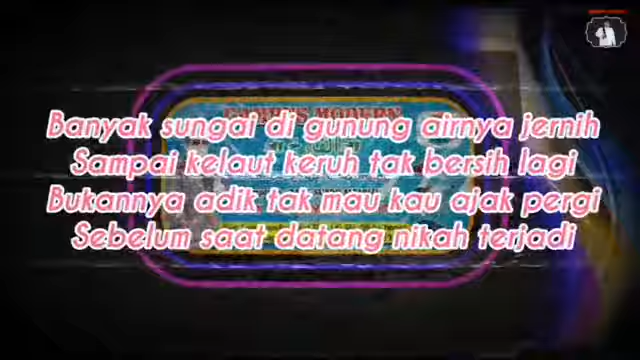 Banyak sungai di gunung airnya jernih
Sampai kelaut keruh tak bersih lagi
Bukannya adik tak mau kau ajak pergi
Sebelum saat datang nikah terjadi